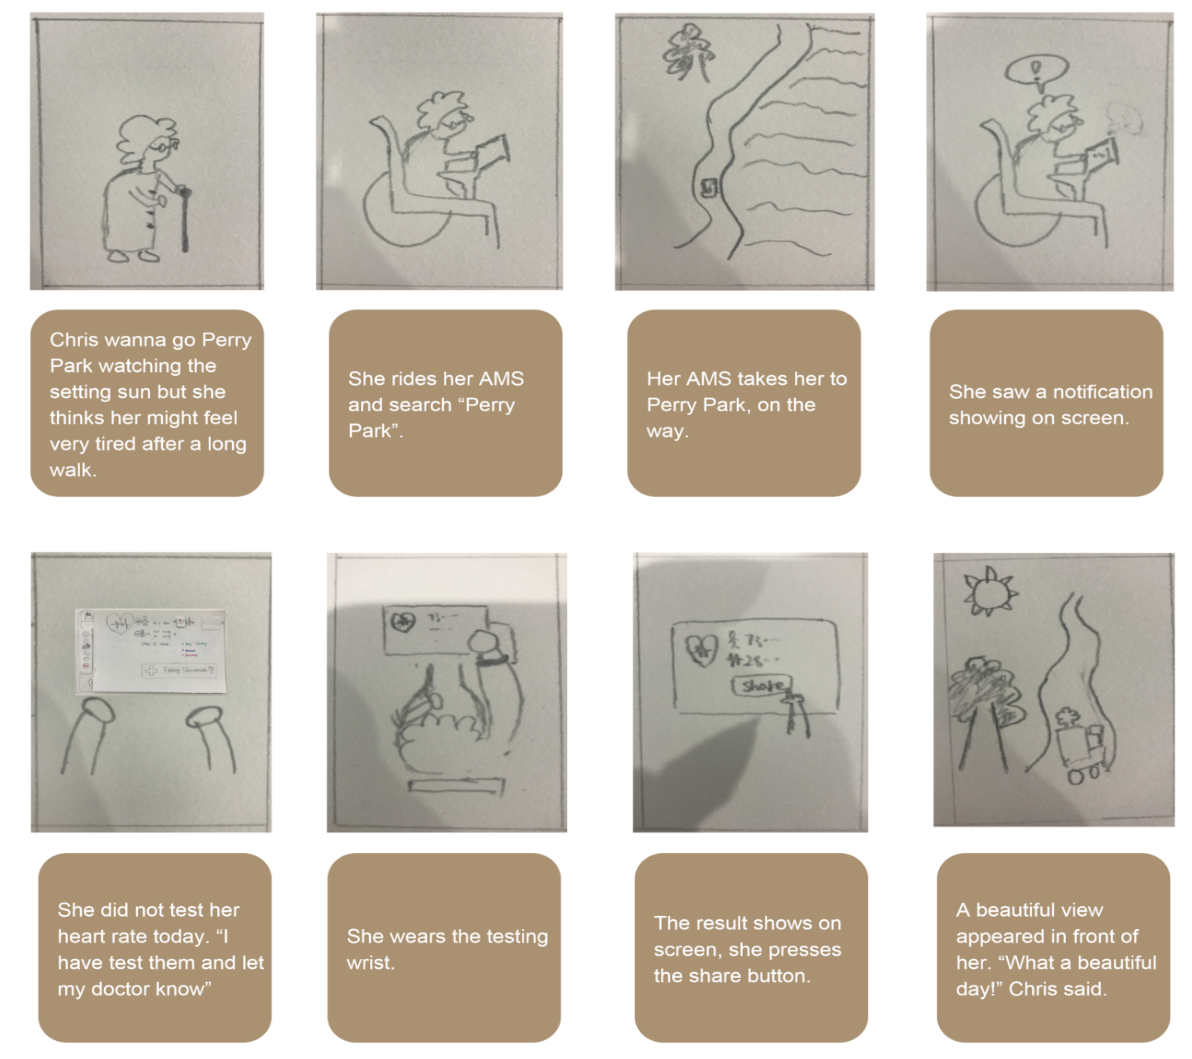 !
Chris wanna go Perry
Park watching the
setting sun but she
thinks her might feel
very tired after a long
walk.
She rides her AMS
and search “Perry
Park”.
Her AMS takes her to
Perry Park, on the
way.
She saw a notification
showing on screen.
73--
73--
28--
Share
She did not test her
heart rate today. “I
have test them and let
my doctor know”
She wears the testing
wrist.
The result shows on
screen, she presses
the share button.
A beautiful view
appeared in front of
her. “What a beautiful
day!” Chris said.